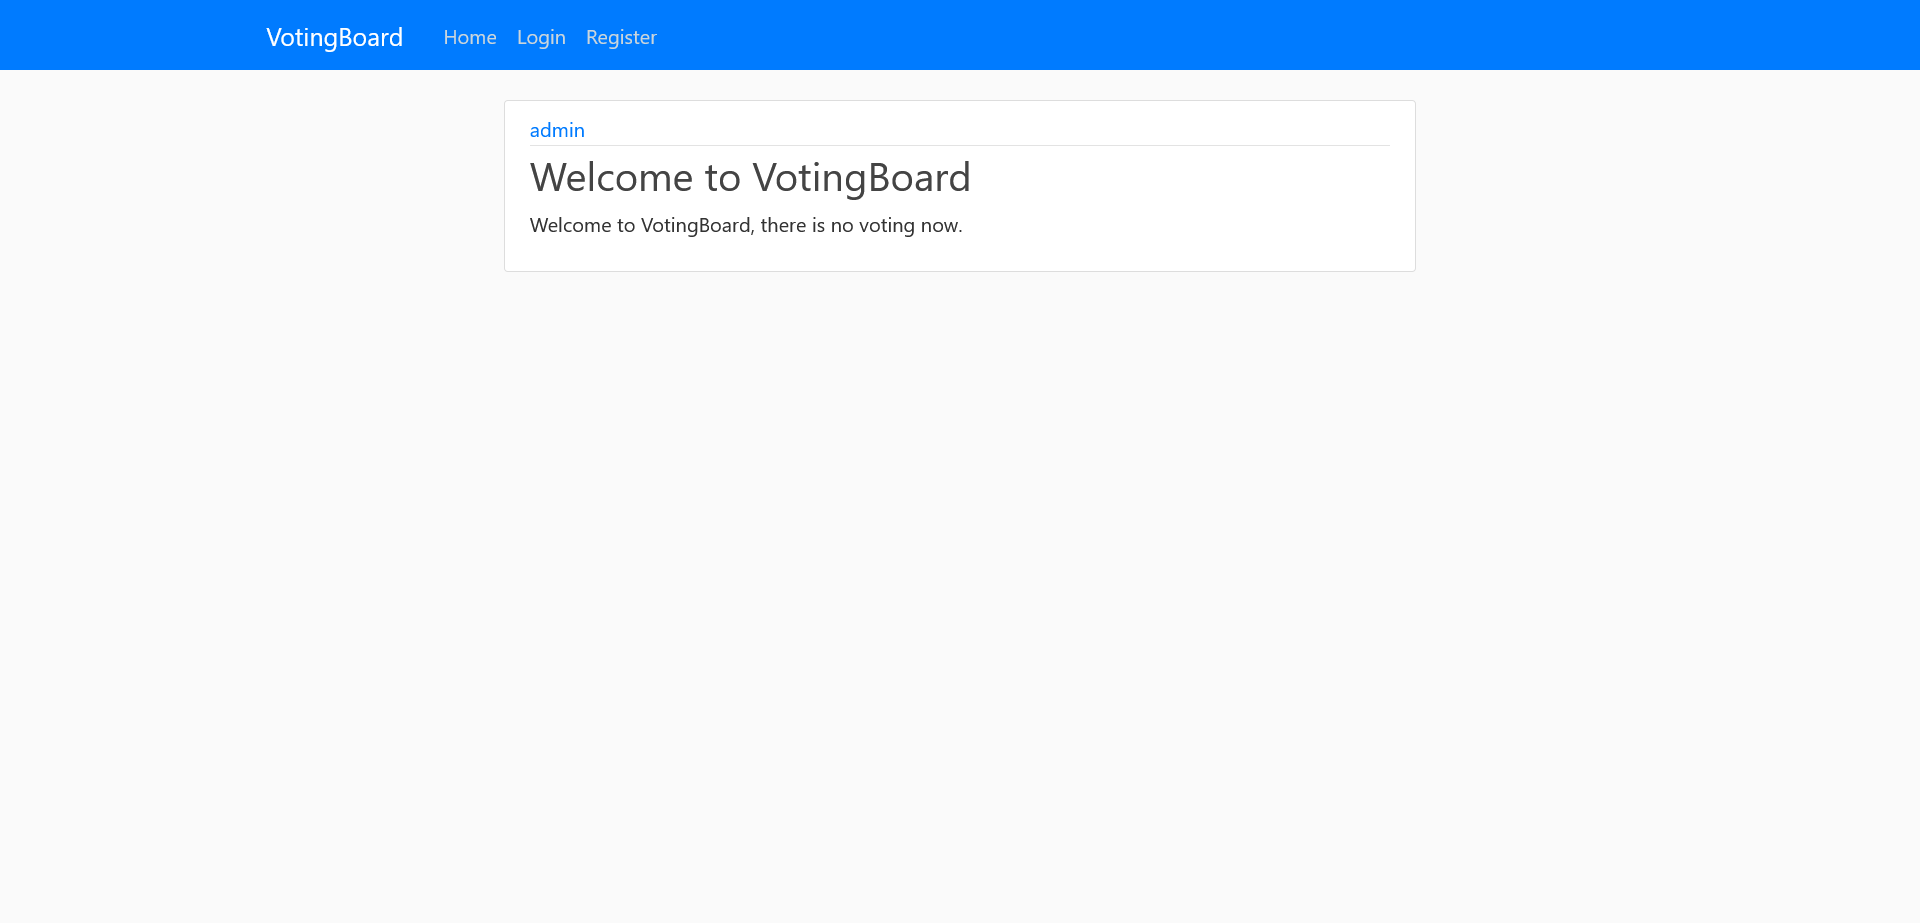 VotingBoard Home Login Register
admin
Welcome to VotingBoard
Welcome to VotingBoard, there is no voting now.